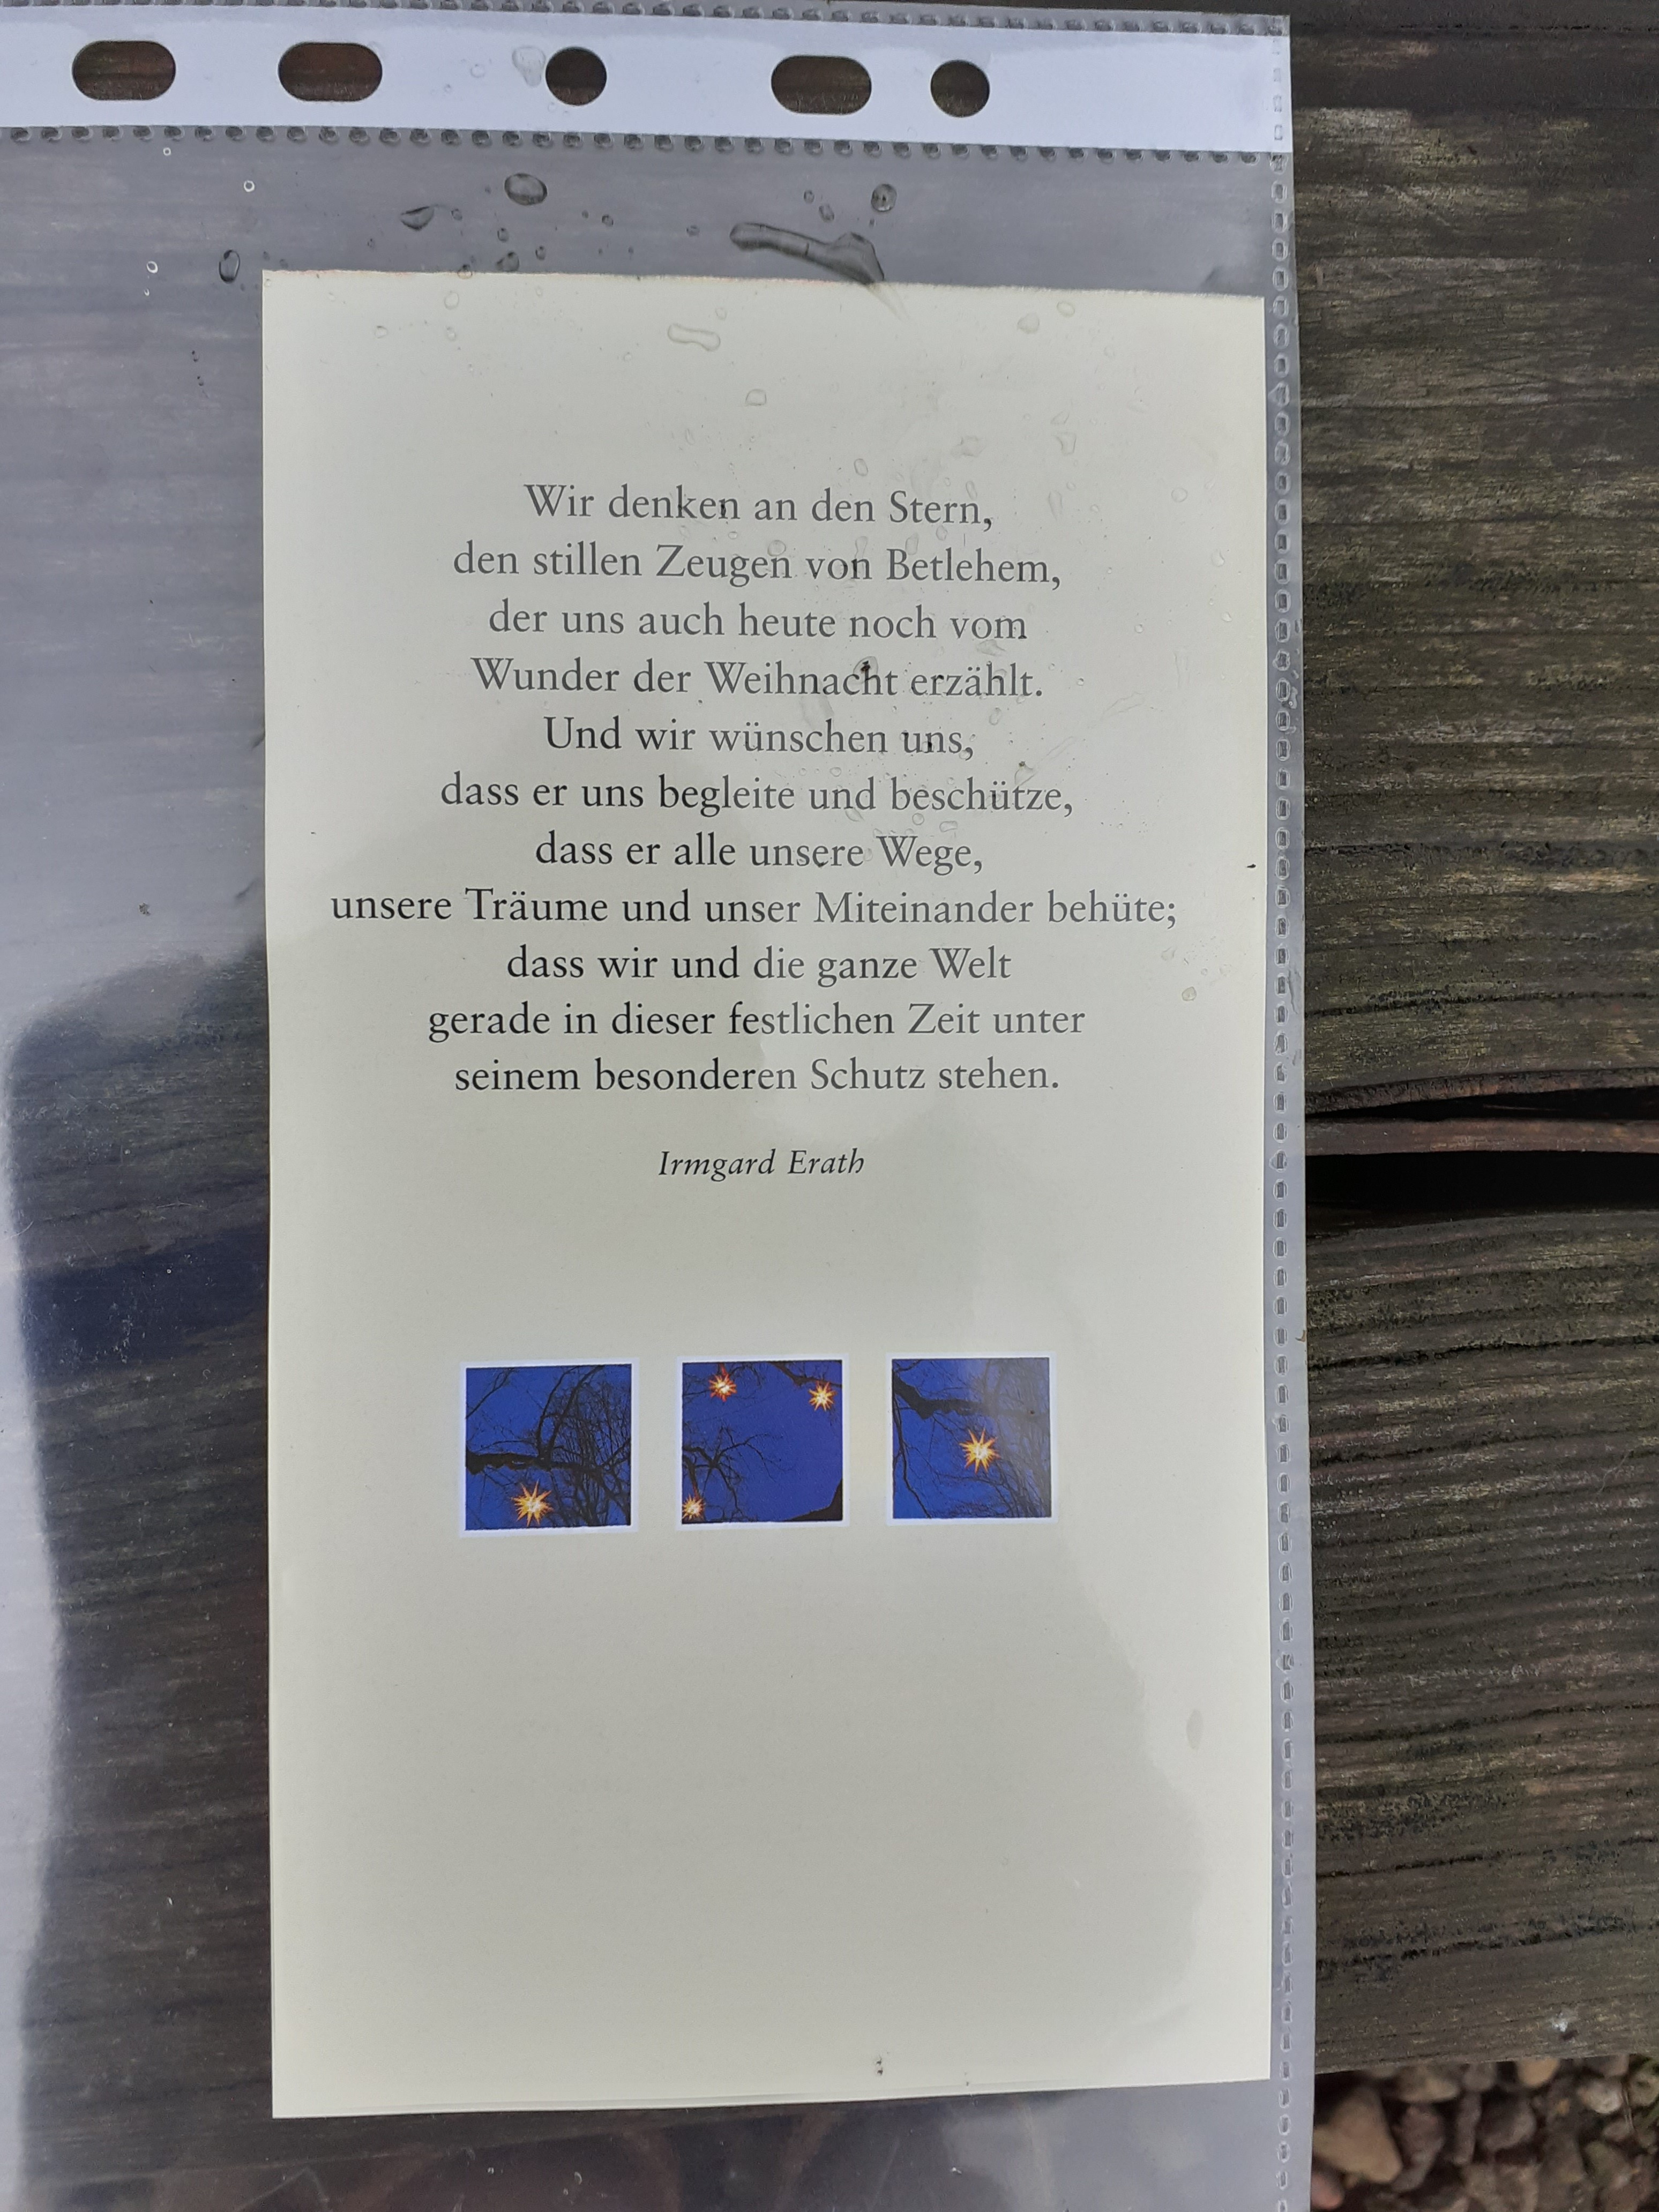 Wir denken an den Stern,
den stillen Zeugen von Betlehem,
der uns auch heute noch vom
Wunder der Weihnacht erzählt.
Und wir wünschen uns,
dass er uns begleite und beschütze,
dass er alle unsere Wege,
unsere Träume und unser Miteinander behüte;
dass wir und die ganze Welt
gerade in dieser festlichen Zeit unter
seinem besonderen Schutz stehen.
Irmgard Erath